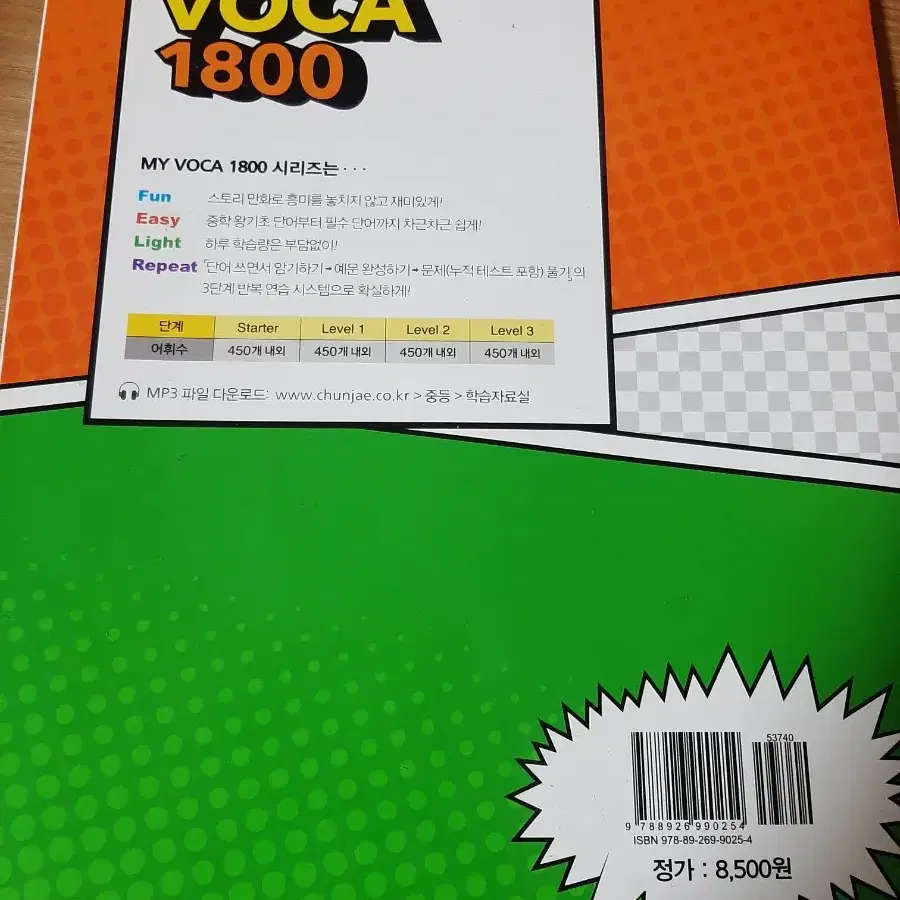 VOCA
1800
MY VOCA 1800 시리즈는 · · ·
Fun 스토리 만화로 흥미를 놓치지 않고 재미있게!
Easy 중학 왕기초 단어부터 필수 단어까지 차근차근 쉽게!
Light 하루 학습량은 부담없이!
Repeat 「단어 쓰면서 암기하기→예문 완성하기→문제(누적 테스트 포함) 풀기」의
3단계 반복 연습 시스템으로 확실하게!
단계 Starter Level 1 Level 2 Level 3
어휘수 450개 내외 450개 내외 450개 내외 450개 내외
MP3 파일 다운로드: www.chunjae.co.kr > 중등 > 학습자료실
53740
9 788926 990254
ISBN 978-89-269-9025-4
정가 : 8,500원